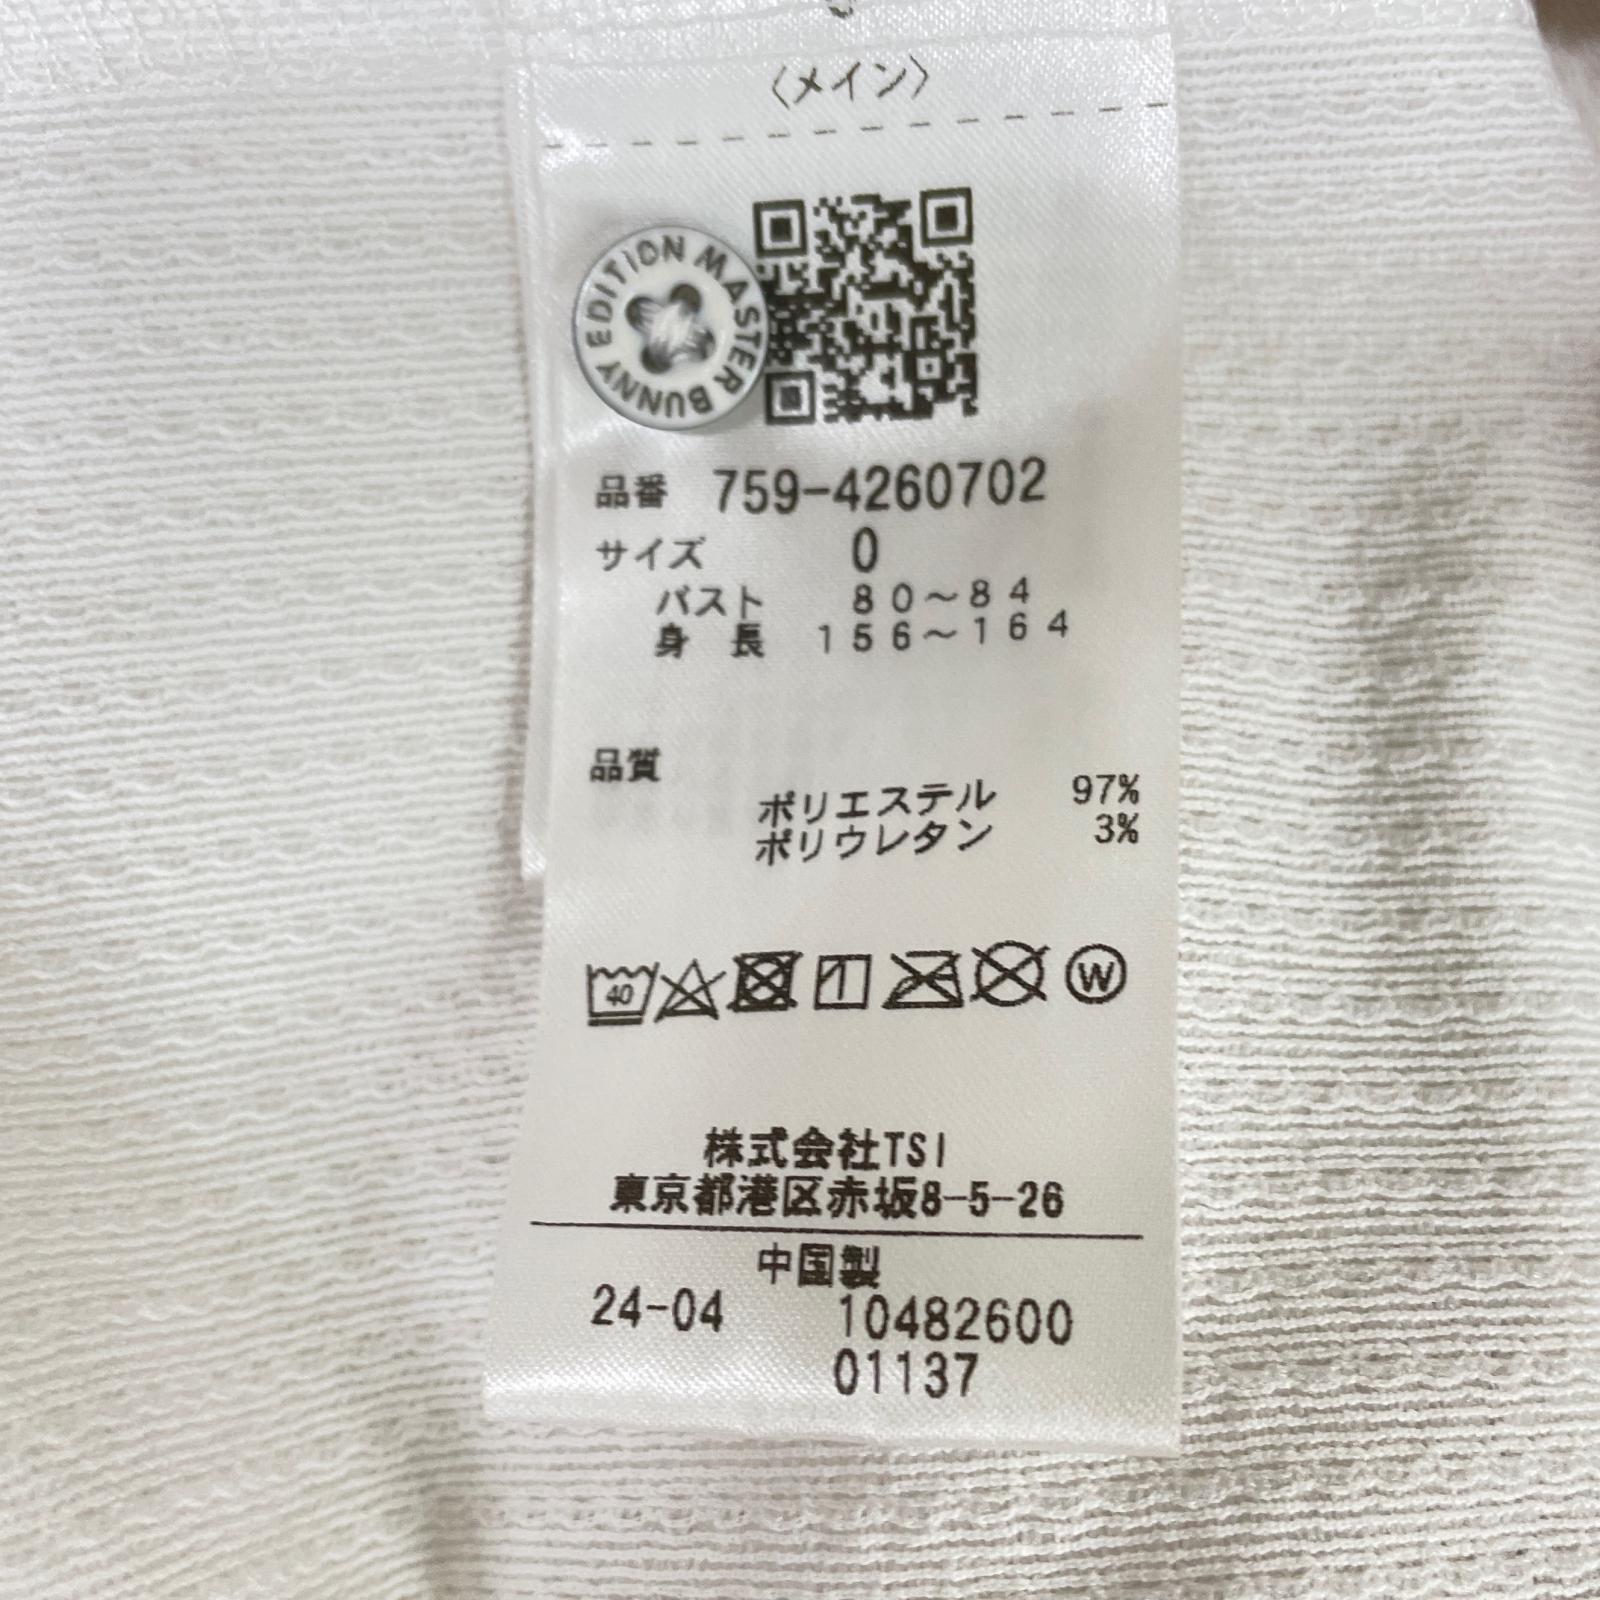 〈メイン〉
MASTER BUNNY EDITION
品番 759-4260702
サイズ 0
バスト 80～84
身長 156～164
品質
ポリエステル 97%
ポリウレタン 3%
40
W
株式会社TSI
東京都港区赤坂8-5-26
中国製
24-04 10482600
01137